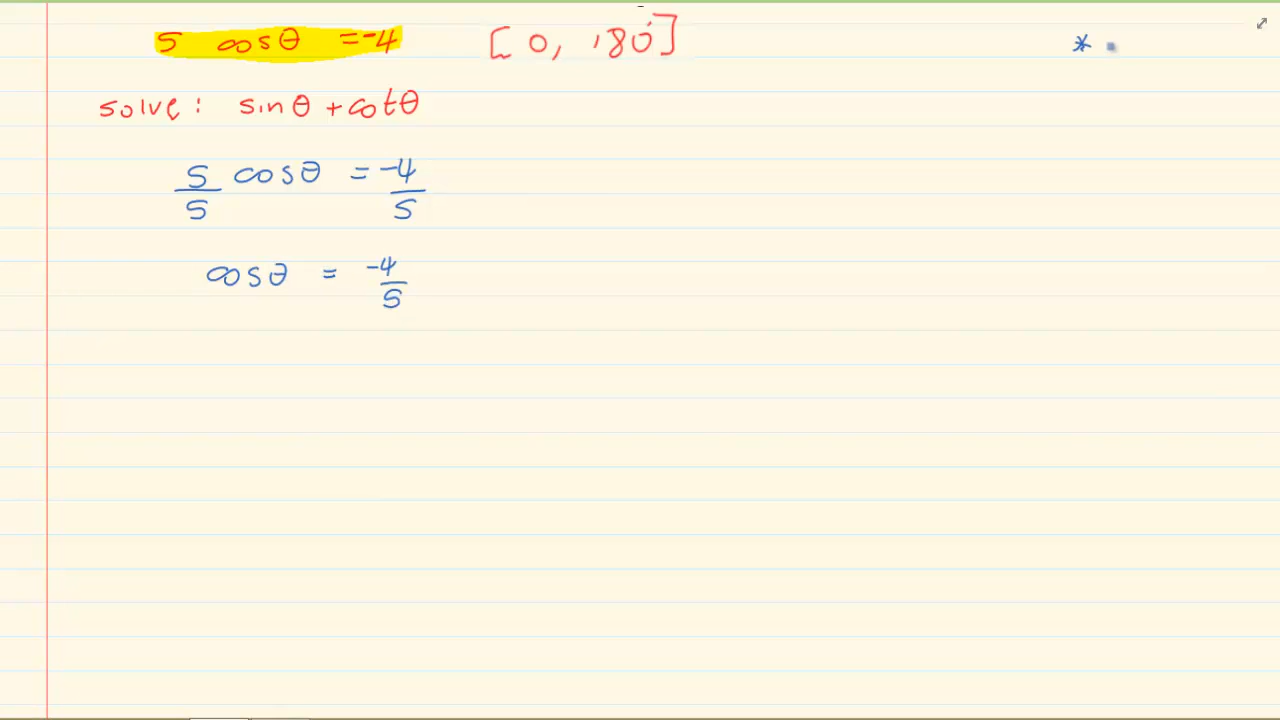 5 cosθ = -4 [0, 180°] *
solve: sinθ + cotθ
5/5 cosθ = -4/5
cosθ = -4/5